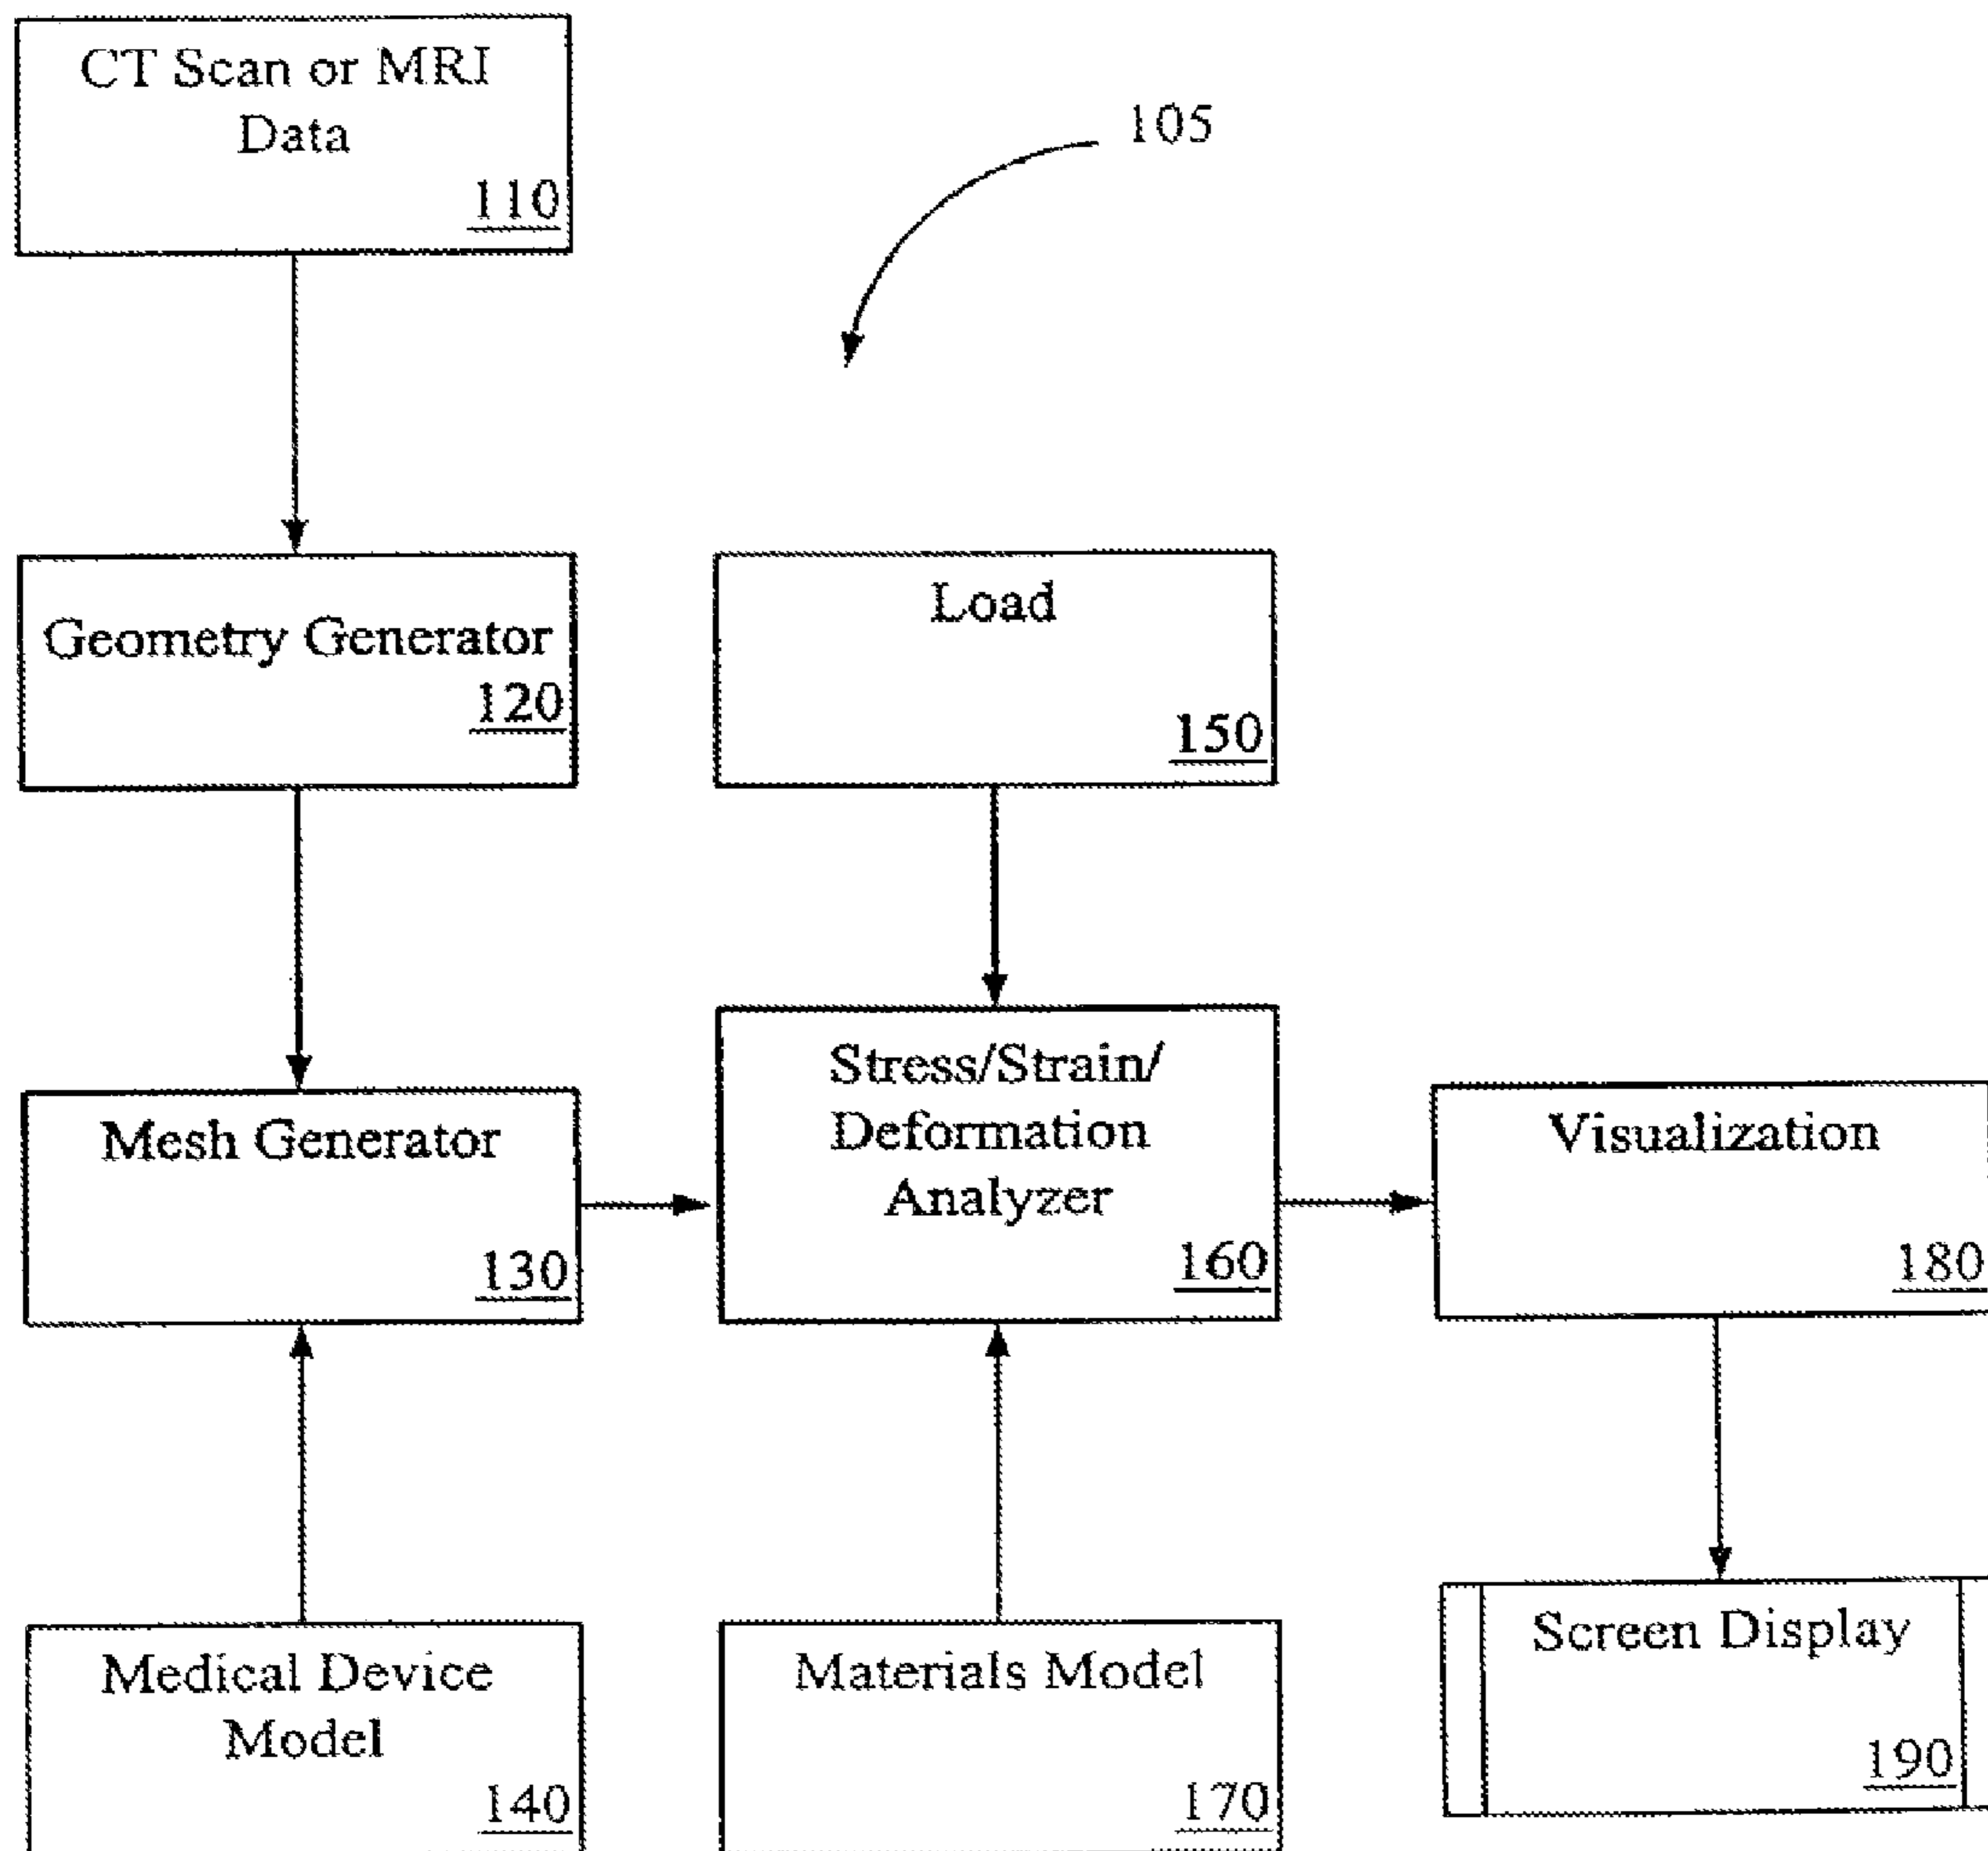 CT Scan or MRI
Data
110
105
Geometry Generator
120
Load
150
Mesh Generator
130
Stress/Strain/
Deformation
Analyzer
160
Visualization
180
Medical Device
Model
140
Materials Model
170
Screen Display
190